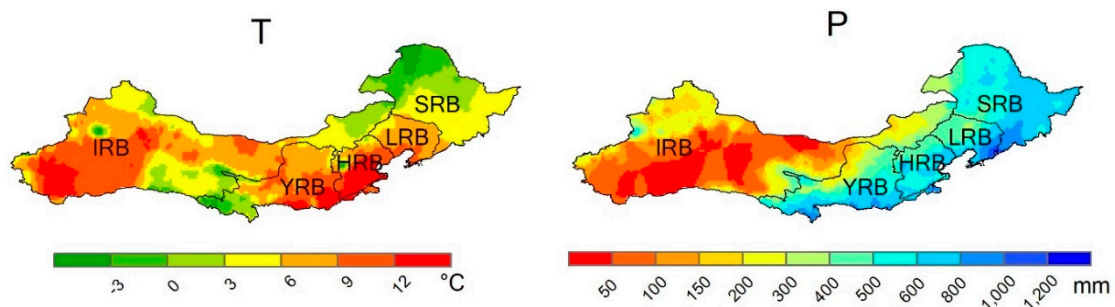 T
SRB
LRB
IRB
HRB
YRB
-3 0 3 6 9 12 °C
P
SRB
LRB
IRB
HRB
YRB
50 100 150 200 300 400 500 600 800 1,000 1,200 mm